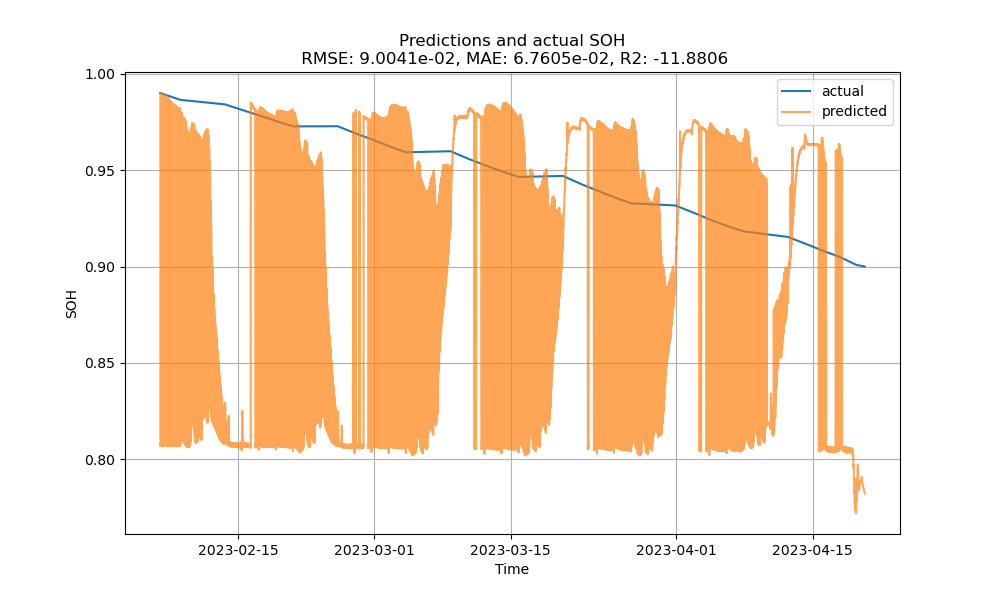 Predictions and actual SOH
RMSE: 9.0041e-02, MAE: 6.7605e-02, R2: -11.8806
actual
predicted
1.00
0.95
0.90
0.85
0.80
SOH
2023-02-15
2023-03-01
2023-03-15
2023-04-01
2023-04-15
Time